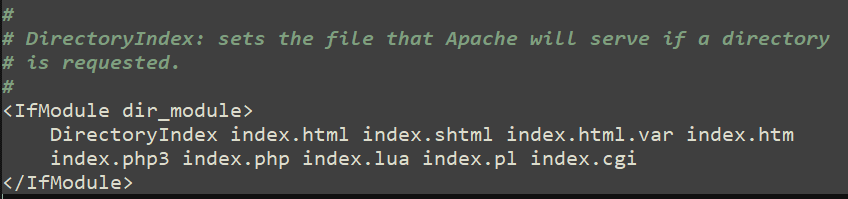 #
# DirectoryIndex: sets the file that Apache will serve if a directory
# is requested.
#
<IfModule dir_module>
    DirectoryIndex index.html index.shtml index.html.var index.htm
    index.php3 index.php index.lua index.pl index.cgi
</IfModule>